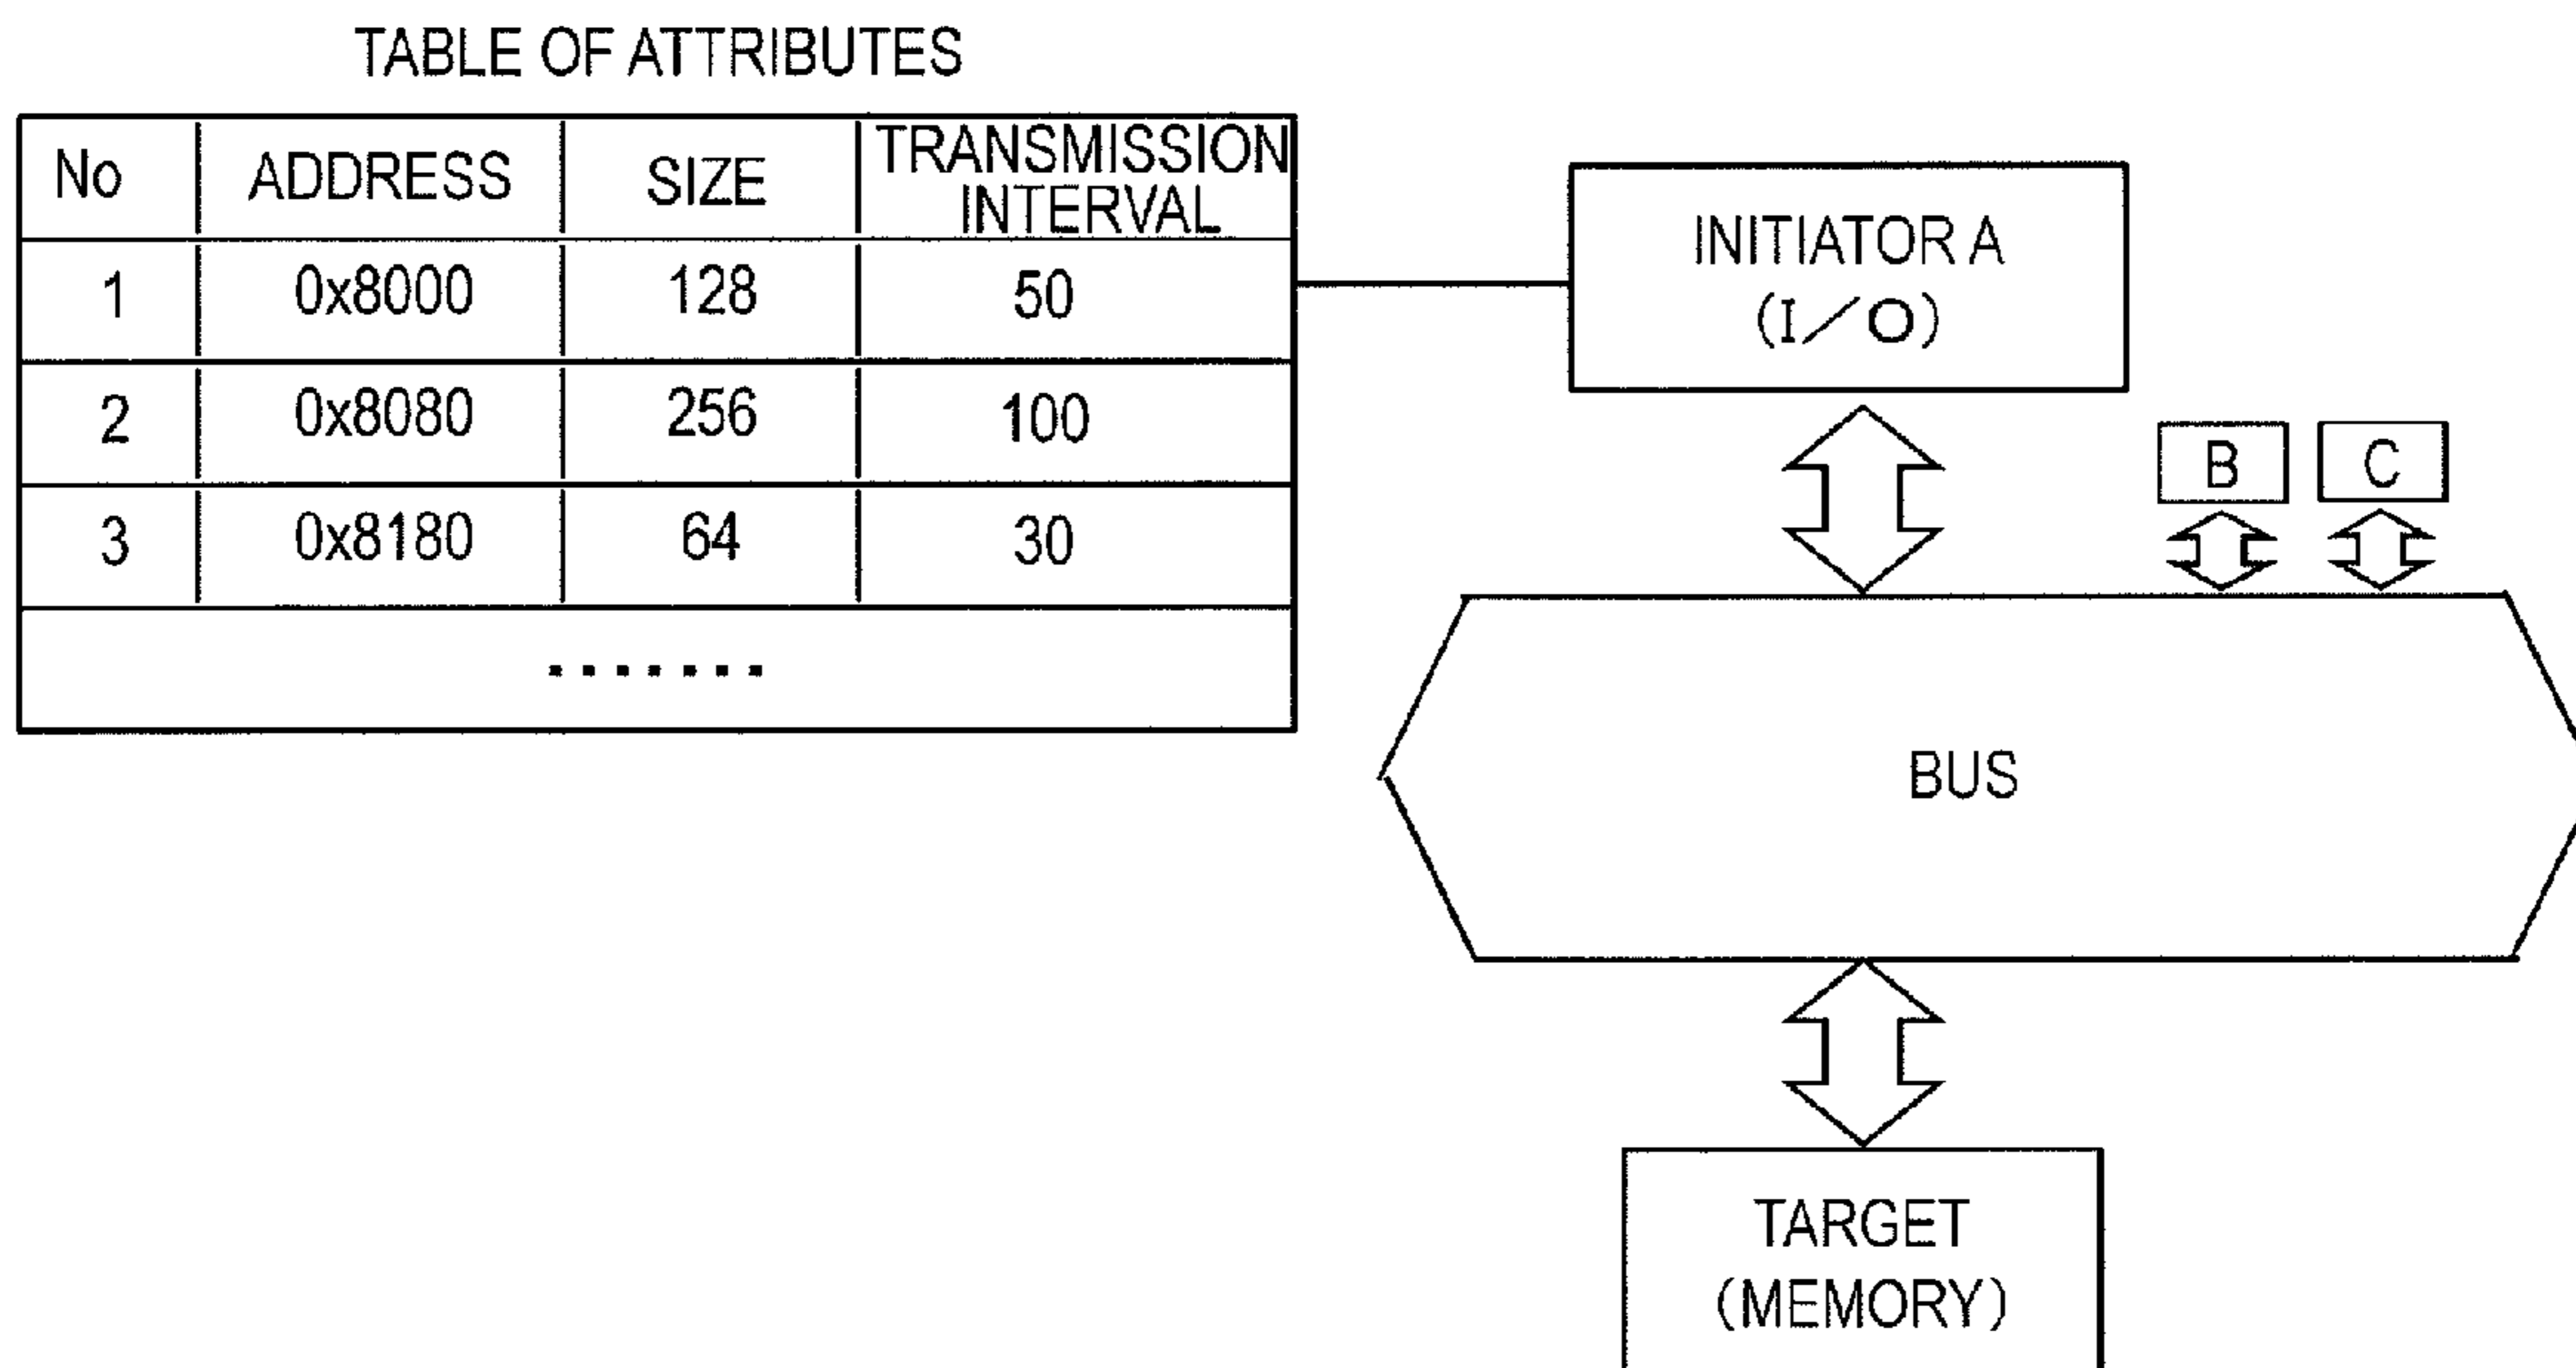 TABLE OF ATTRIBUTES
No ADDRESS SIZE TRANSMISSION INTERVAL
1 0x8000 128 50
2 0x8080 256 100
3 0x8180 64 30
.......
INITIATOR A
(I／O)
B C
BUS
TARGET
(MEMORY)